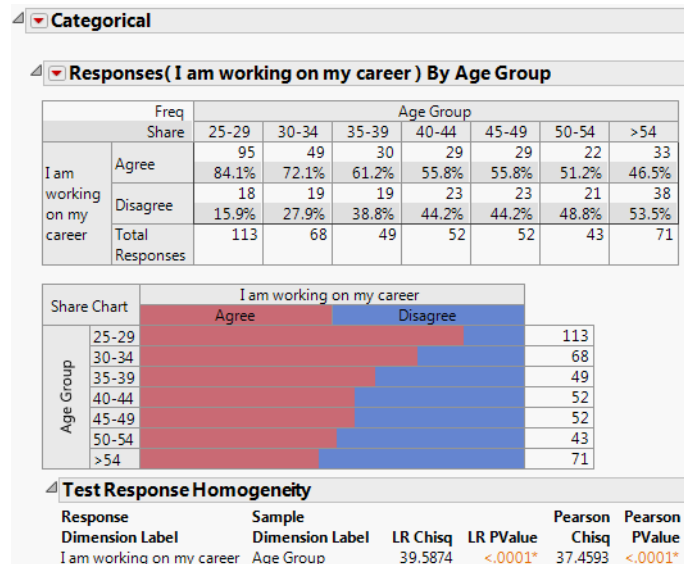 Categorical
Responses( I am working on my career ) By Age Group
Freq Age Group
Share 25-29 30-34 35-39 40-44 45-49 50-54 >54
I am working on my career
Agree 95 49 30 29 29 22 33
84.1% 72.1% 61.2% 55.8% 55.8% 51.2% 46.5%
Disagree 18 19 19 23 23 21 38
15.9% 27.9% 38.8% 44.2% 44.2% 48.8% 53.5%
Total Responses 113 68 49 52 52 43 71
Share Chart I am working on my career
Agree Disagree
Age Group
25-29 113
30-34 68
35-39 49
40-44 52
45-49 52
50-54 43
>54 71
Test Response Homogeneity
Response Sample Pearson Pearson
Dimension Label Dimension Label LR Chisq LR PValue Chisq PValue
I am working on my career Age Group 39.5874 <.0001* 37.4593 <.0001*